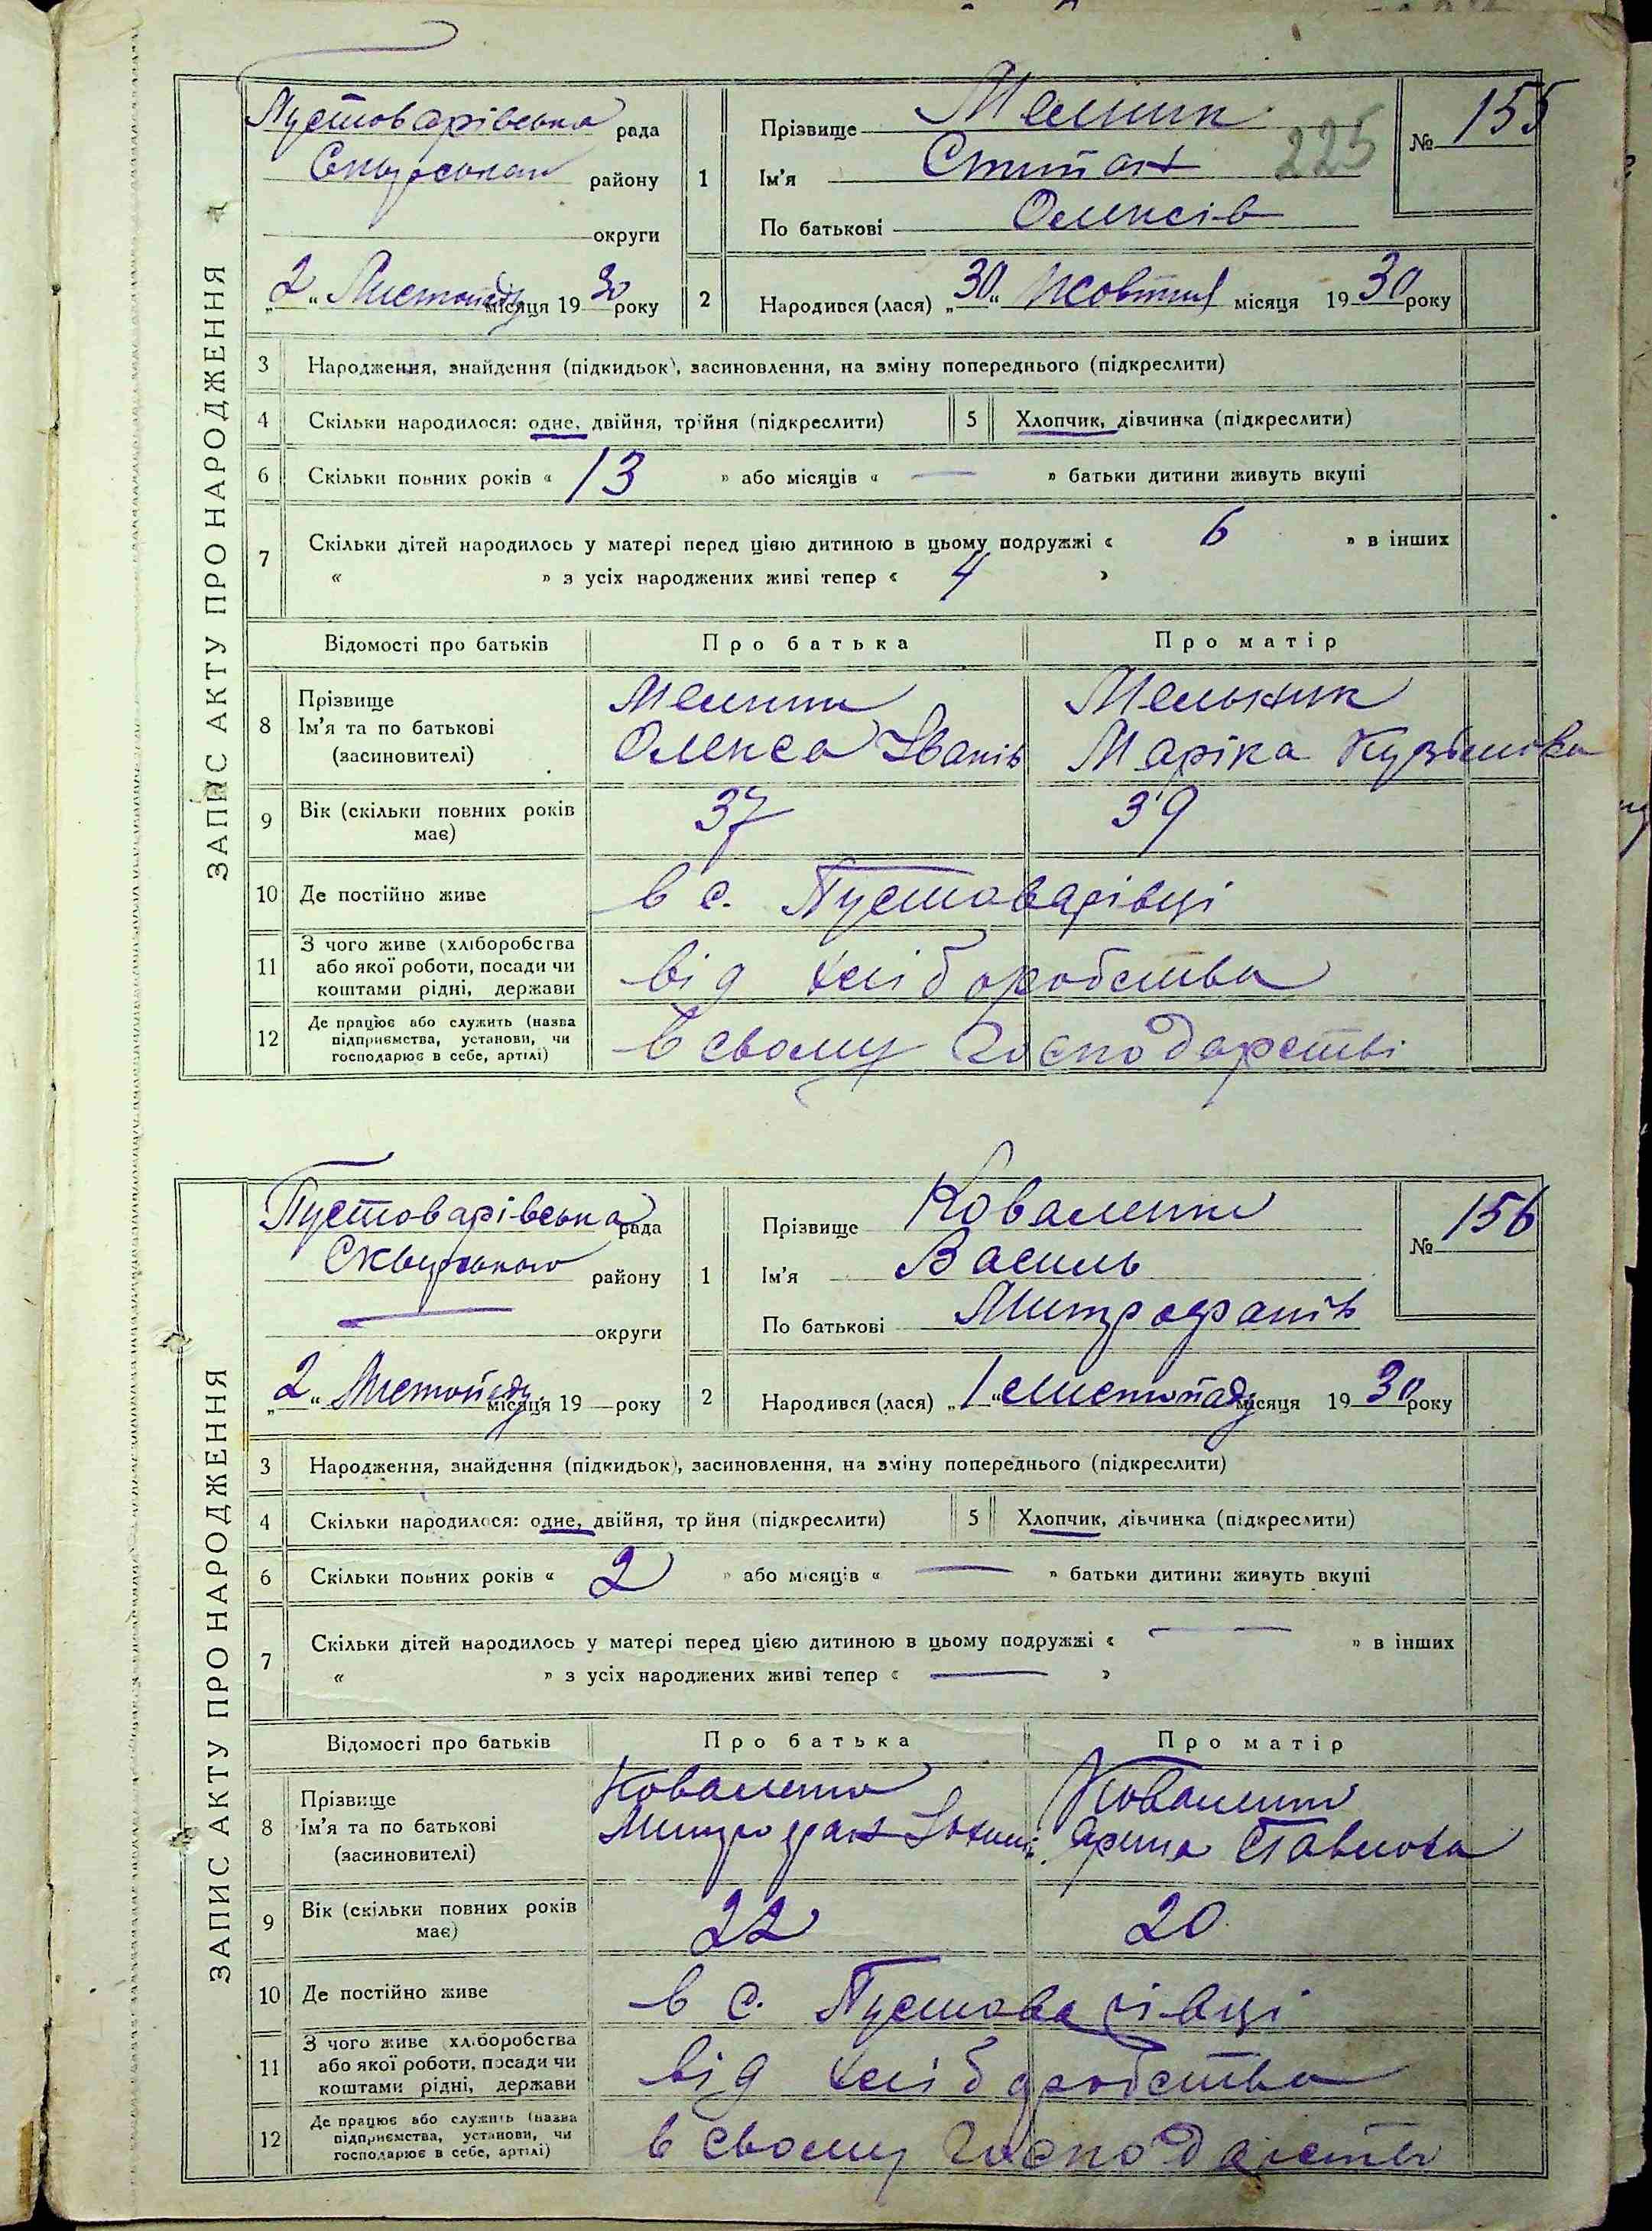 ЗАПИС АКТУ ПРО НАРОДЖЕННЯ
Пустоварівська рада
Сквирського району
округи
„2“ Листопаду місяця 1930 року
1 Прізвище Мельник
Ім'я Степан
По батькові Олексів
225
№ 155
2 Народився (лася) „30“ Жовтня місяця 1930 року
3 Народження, знайдення (підкидьок), засиновлення, на зміну попереднього (підкреслити)
4 Скільки народилося: одне, двійня, трійня (підкреслити) 5 Хлопчик, дівчинка (підкреслити)
6 Скільки повних років « 13 » або місяців « — » батьки дитини живуть вкупі
7 Скільки дітей народилось у матері перед цією дитиною в цьому подружжі « 6 » в інших
« » з усіх народжених живі тепер « 4 »
Відомості про батьків Про батька Про матір
8 Прізвище Мельник Мельник
Ім'я та по батькові Олекса Іванів Маріка
(засиновителі)
9 Вік (скільки повних років має) 37 39
10 Де постійно живе в с. Пустоварівці
11 З чого живе (хліборобства або якої роботи, посади чи коштами рідні, держави від хліборобства
12 Де працює або служить (назва підприємства, установи, чи господарює в себе, артілі) в своєму господарстві
ЗАПИС АКТУ ПРО НАРОДЖЕННЯ
Пустоварівська рада
Сквирського району
округи
„2“ Листопаду місяця 19 — року
1 Прізвище Коваленко
Ім'я Василь
По батькові Митрофанів
№ 156
2 Народився (лася) „1“ Листопаду місяця 1930 року
3 Народження, знайдення (підкидьок), засиновлення, на зміну попереднього (підкреслити)
4 Скільки народилося: одне, двійня, трійня (підкреслити) 5 Хлопчик, дівчинка (підкреслити)
6 Скільки повних років « 2 » або місяців « — » батьки дитини живуть вкупі
7 Скільки дітей народилось у матері перед цією дитиною в цьому подружжі « — » в інших
« » з усіх народжених живі тепер « — »
Відомості про батьків Про батька Про матір
8 Прізвище Коваленко Коваленко
Ім'я та по батькові Митрофан Ярина Павлова
(засиновителі)
9 Вік (скільки повних років має) 22 20
10 Де постійно живе в с. Пустоварівці
11 З чого живе (хліборобства або якої роботи, посади чи коштами рідні, держави від хліборобства
12 Де працює або служить (назва підприємства, установи, чи господарює в себе, артілі) в своєму господарстві